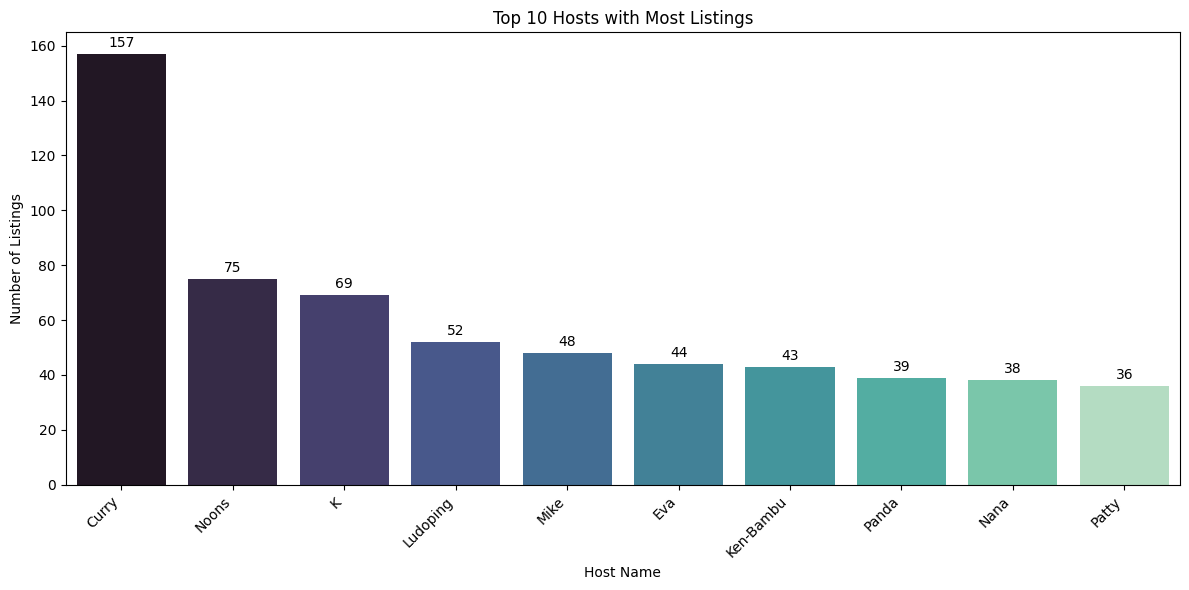 Top 10 Hosts with Most Listings
Number of Listings
160
140
120
100
80
60
40
20
0
157
75
69
52
48
44
43
39
38
36
Curry
Noons
K
Ludoping
Mike
Eva
Ken-Bambu
Panda
Nana
Patty
Host Name